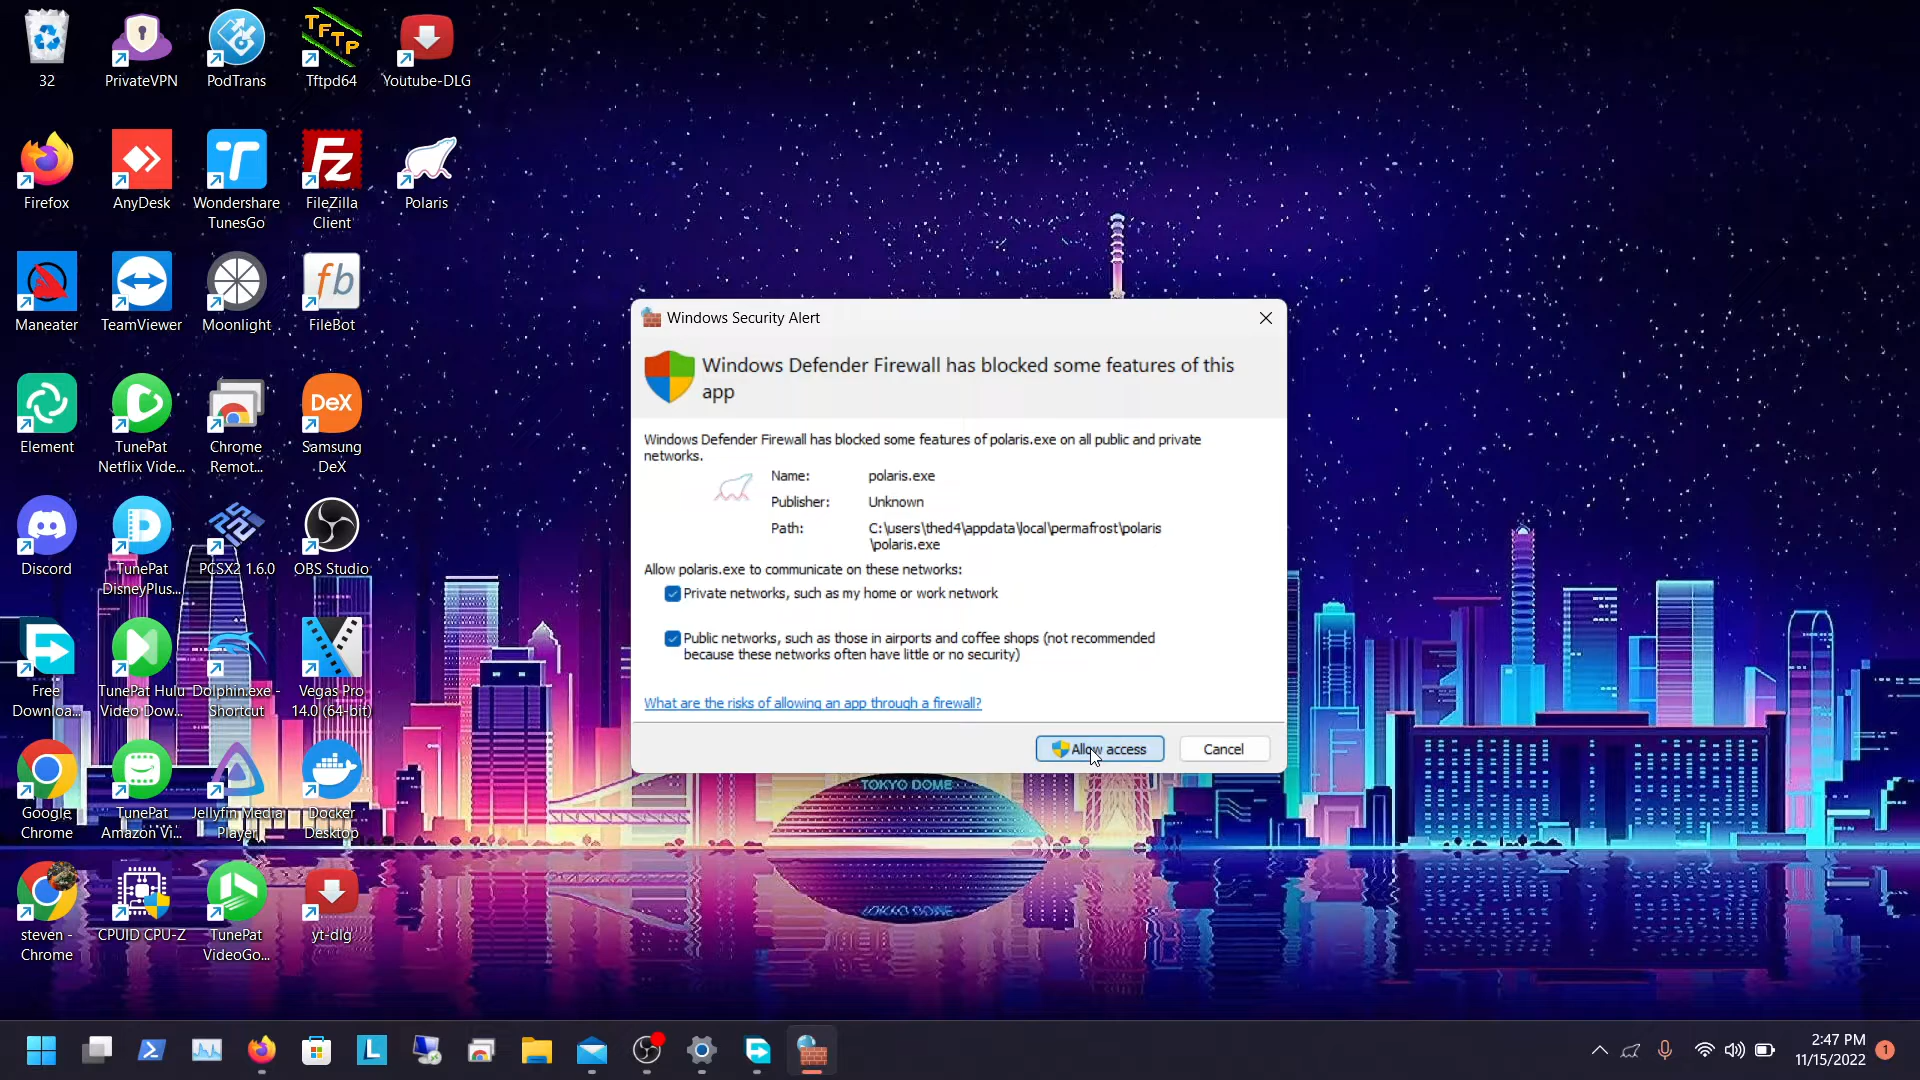 32
PrivateVPN
PodTrans
TFTP
Tftpd64
Youtube-DLG
Firefox
AnyDesk
T
Wondershare
TunesGo
Fz
FileZilla
Client
Polaris
Maneater
TeamViewer
Moonlight
fb
FileBot
Element
TunePat
Netflix Vide...
Chrome
Remot...
DeX
Samsung
DeX
Discord
TunePat
DisneyPlus...
PCSX2 1.6.0
OBS Studio
Free
Downloa...
TunePat Hulu
Video Dow...
Dolphin.exe -
Shortcut
Vegas Pro
14.0 (64-bit)
Google
Chrome
TunePat
Amazon Vi...
Jellyfin Media
Player
Docker
Desktop
steven -
Chrome
CPUID CPU-Z
TunePat
VideoGo...
yt-dlg
Windows Security Alert
Windows Defender Firewall has blocked some features of this
app
Windows Defender Firewall has blocked some features of polaris.exe on all public and private
networks.
Name: polaris.exe
Publisher: Unknown
Path: C:\users\thed4\appdata\local\permafrost\polaris
\polaris.exe
Allow polaris.exe to communicate on these networks:
Private networks, such as my home or work network
Public networks, such as those in airports and coffee shops (not recommended
because these networks often have little or no security)
What are the risks of allowing an app through a firewall?
Allow access
Cancel
TOKYO DOME
L
2:47 PM
11/15/2022
1